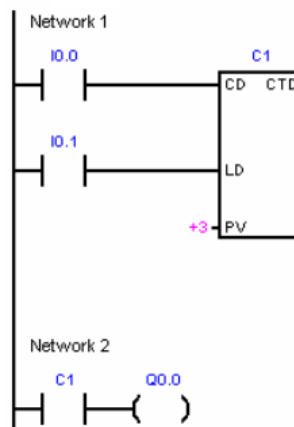 Network 1
I0.0
C1
CD CTD
I0.1
LD
+3 PV
Network 2
C1 Q0.0